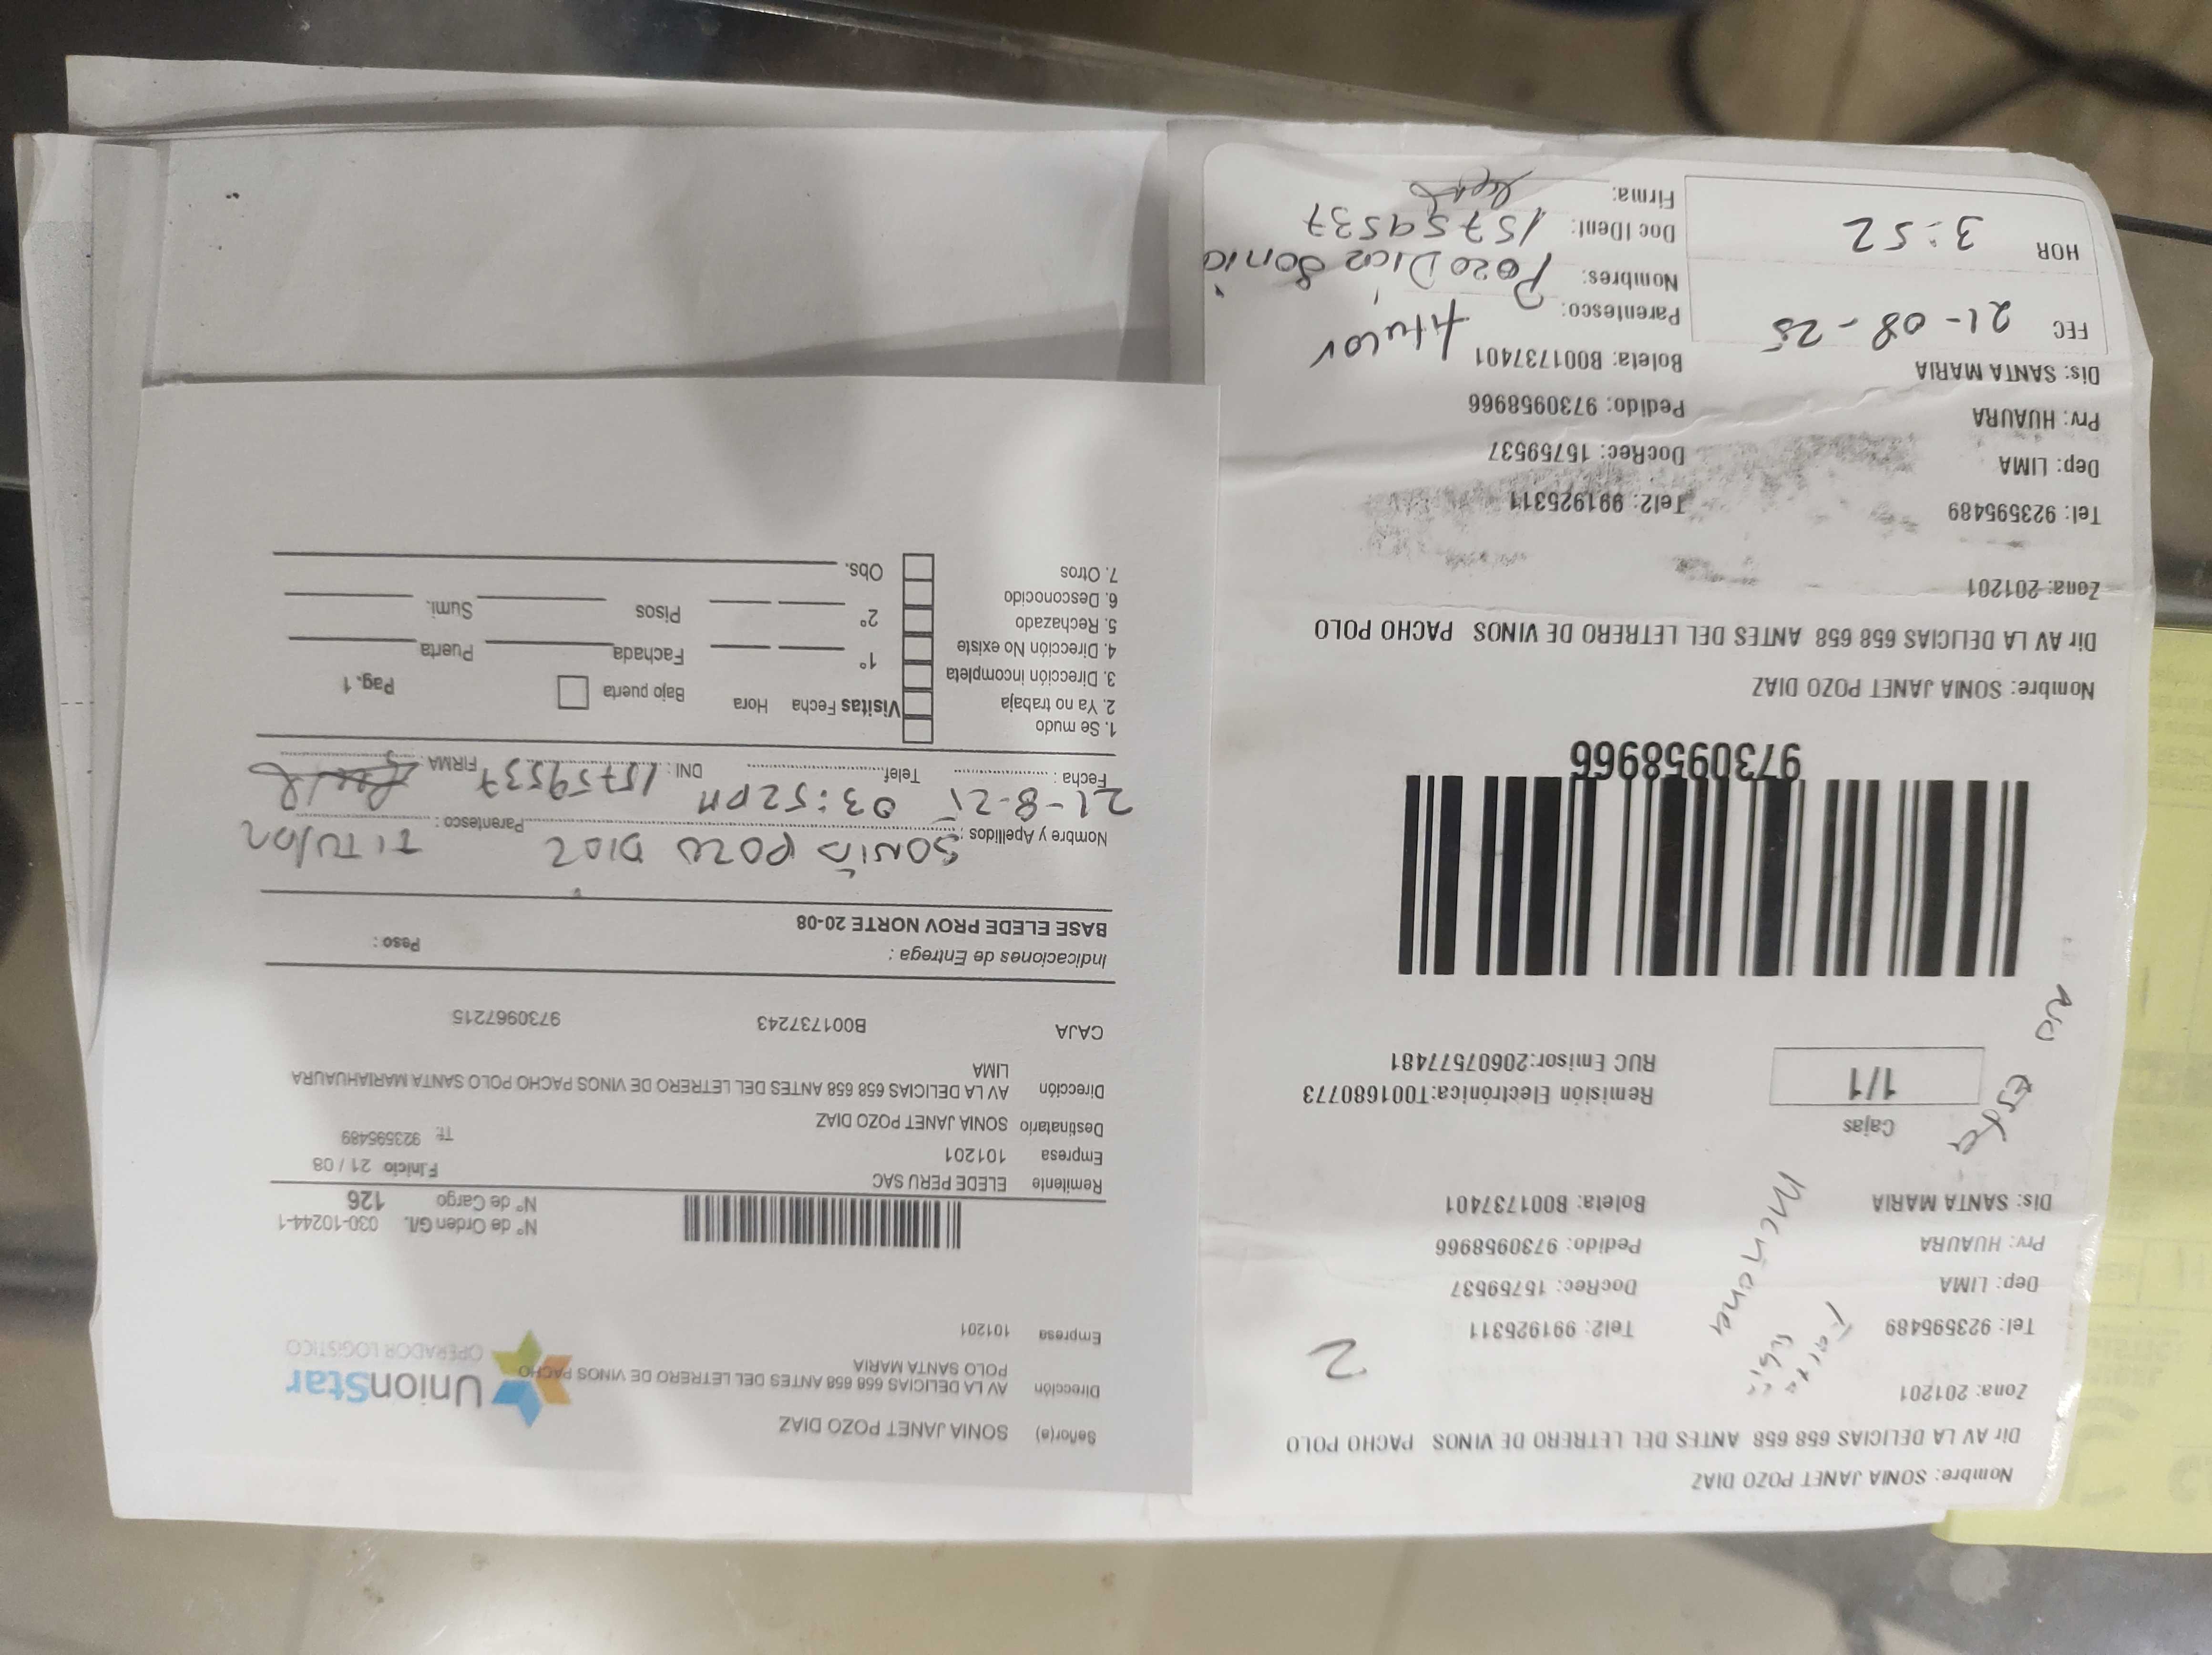 Nombre: SONIA JANET POZO DIAZ
Dir AV LA DELICIAS 658 658 ANTES DEL LETRERO DE VINOS PACHO POLO
Zona: 201201
Tel: 923595489 Tel2: 991925311
2
Dep: LIMA DocRec: 15759537
Prv: HUAURA Pedido: 9730958966
Dis: SANTA MARIA Boleta: B001737401
Cajas
1/1
Remisión Electrónica:T001680773
RUC Emisor:20607577481
9730958966
Nombre: SONIA JANET POZO DIAZ
Dir AV LA DELICIAS 658 658 ANTES DEL LETRERO DE VINOS PACHO POLO
Zona: 201201
Tel: 923595489 Tel2: 991925311
Dep: LIMA DocRec: 15759537
Prv: HUAURA Pedido: 9730958966
Dis: SANTA MARIA Boleta: B001737401
FEC 21-08-25
HOR 3:52
Parentesco: titular
Nombres: Pozo Diaz Sonia
Doc IDent: 15759537
Firma:
Señor(e) SONIA JANET POZO DIAZ
Dirección AV LA DELICIAS 658 658 ANTES DEL LETRERO DE VINOS PACHO
POLO SANTA MARIA
Empresa 101201
UnionStar
OPERADOR LOGISTICO
Nº de Orden G/I. 030-10244-1
Nº de Cargo 126
Remitente ELEDE PERU SAC
Empresa 101201 F.Inicio 21 / 08
Destinatario SONIA JANET POZO DIAZ Tf: 923595489
Dirección AV LA DELICIAS 658 658 ANTES DEL LETRERO DE VINOS PACHO POLO SANTA MARIAHUAURA
LIMA
CAJA B001737243 9730967215
Indicaciones de Entrega : Peso :
BASE ELEDE PROV NORTE 20-08
Nombre y Apellidos : SONIA POZO DIAZ Parentesco : TITULAR
21-8-25 03:52PM 15759537
Fecha : Telef. DNI : FIRMA :
1. Se mudo
2. Ya no trabaja
3. Dirección incompleta
4. Dirección No existe
5. Rechazado
6. Desconocido
7. Otros
Visitas Fecha Hora Bajo puerta Pag. 1
1º Fachada Puerta
2º Pisos Sumi.
Obs.